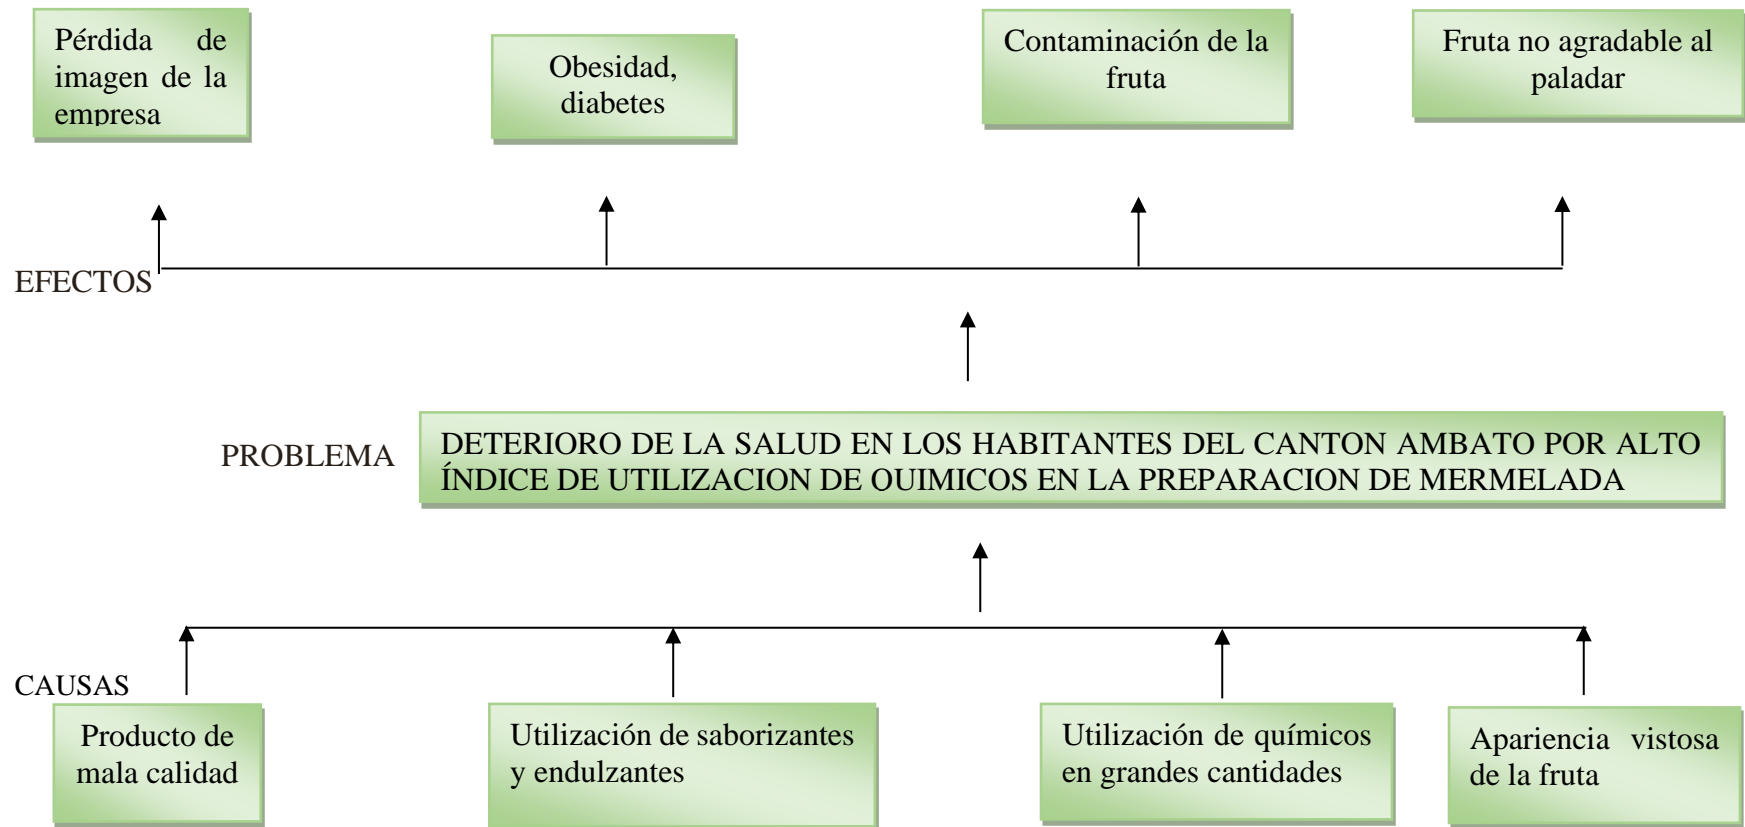 Pérdida de
imagen de la
empresa
Obesidad,
diabetes
Contaminación de la
fruta
Fruta no agradable al
paladar
EFECTOS
PROBLEMA
DETERIORO DE LA SALUD EN LOS HABITANTES DEL CANTON AMBATO POR ALTO
ÍNDICE DE UTILIZACION DE QUIMICOS EN LA PREPARACION DE MERMELADA
CAUSAS
Producto de
mala calidad
Utilización de saborizantes
y endulzantes
Utilización de químicos
en grandes cantidades
Apariencia vistosa
de la fruta